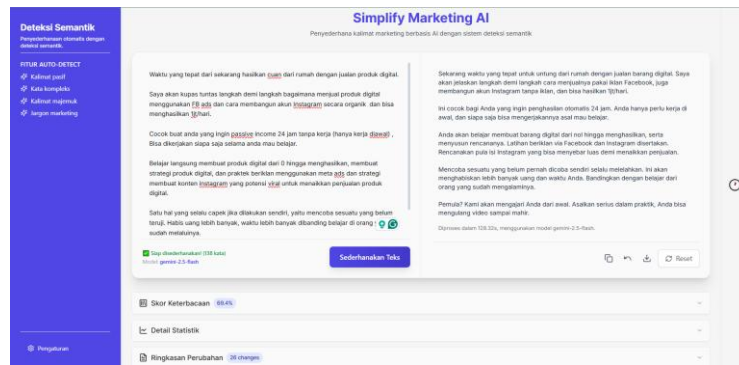 Deteksi Semantik
Penyederhanaan otomatis dengan
deteksi semantik.
FITUR AUTO-DETECT
Kalimat pasif
Kata kompleks
Kalimat majemuk
Jargon marketing
Pengaturan
Simplify Marketing AI
Penyederhana kalimat marketing berbasis AI dengan sistem deteksi semantik
Waktu yang tepat dari sekarang hasilkan cuan dari rumah dengan jualan produk digital.
Saya akan kupas tuntas langkah demi langkah bagaimana menjual produk digital
menggunakan FB ads dan cara membangun akun Instagram secara organik dan bisa
menghasilkan 1jt/hari.
Cocok buat anda yang ingin passive income 24 jam tanpa kerja (hanya kerja diawal) ,
Bisa dikerjakan siapa saja selama anda mau belajar.
Belajar langsung membuat produk digital dari 0 hingga menghasilkan, membuat
strategi produk digital, dan praktek beriklan menggunakan meta ads dan strategi
membuat konten instagram yang potensi viral untuk menaikkan penjualan produk
digital.
Satu hal yang selalu capek jika dilakukan sendiri, yaitu mencoba sesuatu yang belum
teruji. Habis uang lebih banyak, waktu lebih banyak dibanding belajar di orang
sudah melaluinya.
Siap disederhanakan! (138 kata)
Model: gemini-2.5-flash
Sederhanakan Teks
Sekarang waktu yang tepat untuk untung dari rumah dengan jualan barang digital. Saya
akan jelaskan langkah demi langkah cara menjualnya pakai iklan Facebook, juga
membangun akun Instagram tanpa iklan, dan bisa hasilkan 1jt/hari.
Ini cocok bagi Anda yang ingin penghasilan otomatis 24 jam. Anda hanya perlu kerja di
awal, dan siapa saja bisa mengerjakannya asal mau belajar.
Anda akan belajar membuat barang digital dari nol hingga menghasilkan, serta
menyusun rencananya. Latihan beriklan via Facebook dan Instagram disertakan.
Rencanakan pula isi Instagram yang bisa menyebar luas demi menaikkan penjualan.
Mencoba sesuatu yang belum pernah dicoba sendiri selalu melelahkan. Ini akan
menghabiskan lebih banyak uang dan waktu Anda. Bandingkan dengan belajar dari
orang yang sudah mengalaminya.
Pemula? Kami akan mengajari Anda dari awal. Asalkan serius dalam praktik, Anda bisa
mengulang video sampai mahir.
Diproses dalam 128.32s, menggunakan model gemini-2.5-flash.
Reset
Skor Keterbacaan 69.4%
Detail Statistik
Ringkasan Perubahan 26 changes